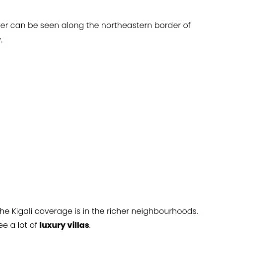 er can be seen along the northeastern border of
.
he Kigali coverage is in the richer neighbourhoods.
ee a lot of luxury villas.